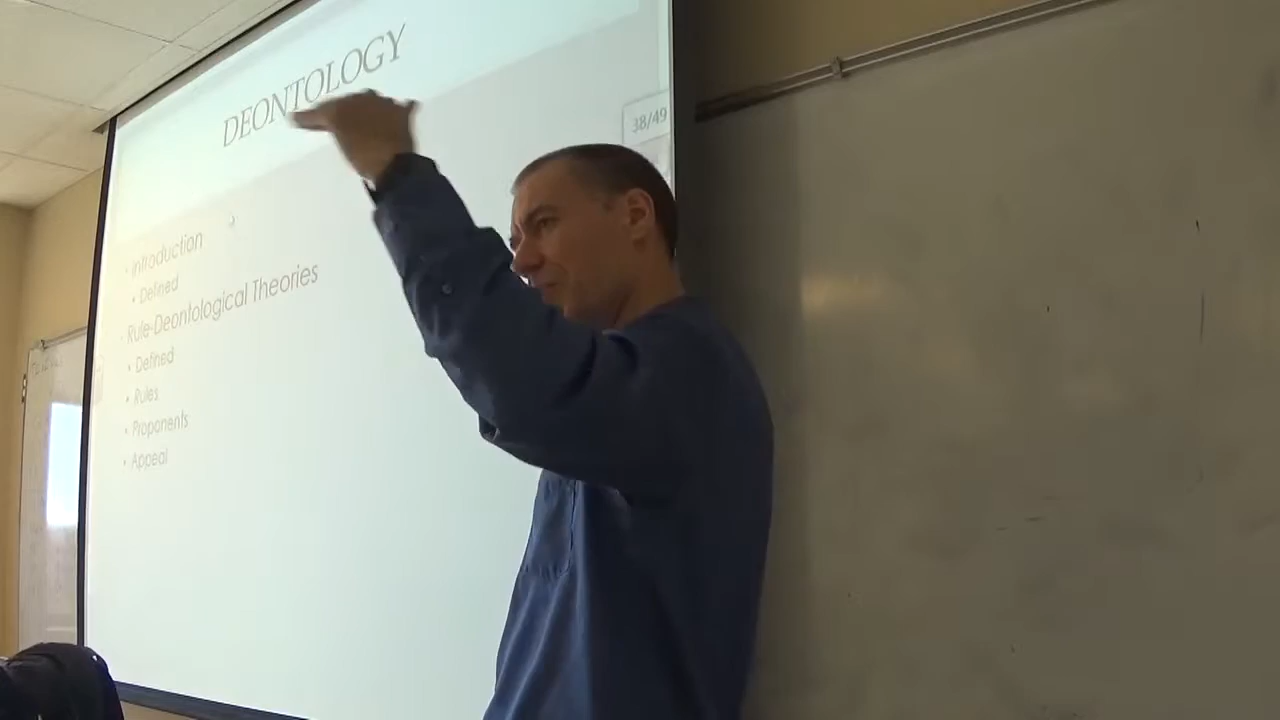 DEONTOLOGY
38/49
• Introduction
• Defined
• Rule-Deontological Theories
• Defined
• Rules
• Proponents
• Appeal